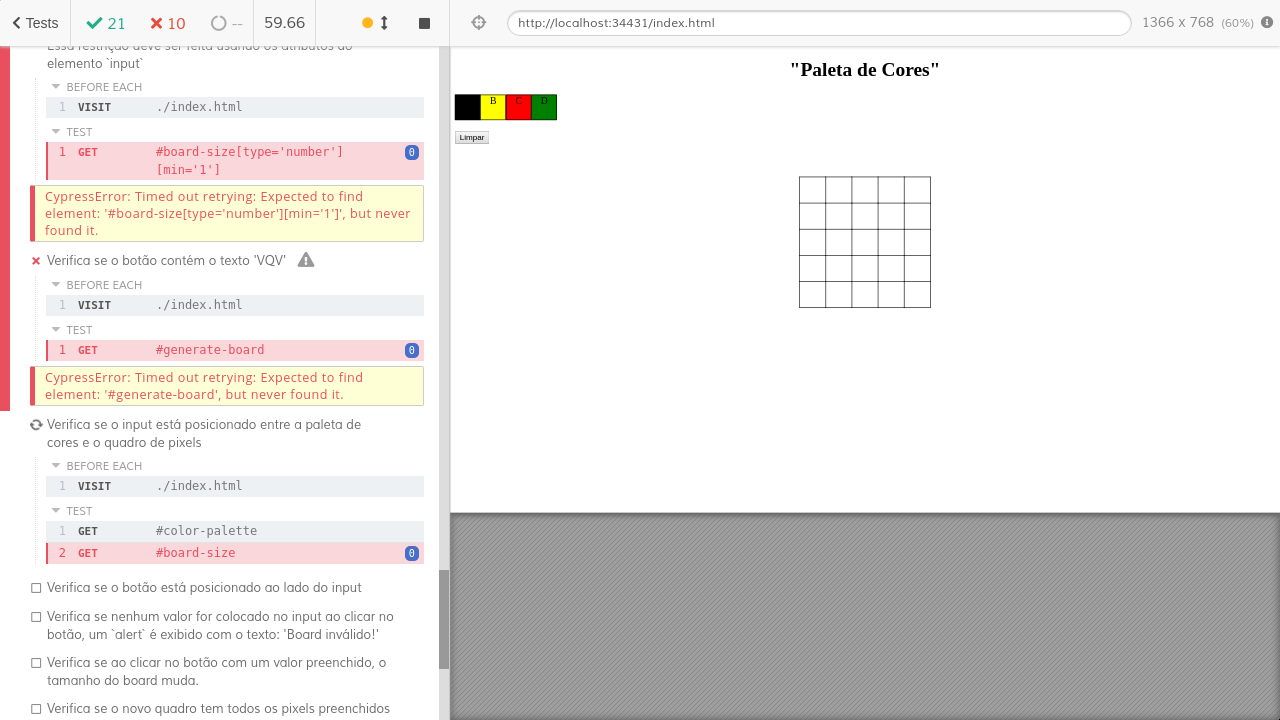 Tests
21
10
--
59.66
http://localhost:34431/index.html
1366 x 768 (60%)
Essa restrição deve ser feita usando os atributos do
elemento `input`
BEFORE EACH
1 VISIT ./index.html
TEST
1 GET #board-size[type='number'] 0
[min='1']
CypressError: Timed out retrying: Expected to find
element: '#board-size[type='number'][min='1']', but never
found it.
Verifica se o botão contém o texto 'VQV'
BEFORE EACH
1 VISIT ./index.html
TEST
1 GET #generate-board 0
CypressError: Timed out retrying: Expected to find
element: '#generate-board', but never found it.
Verifica se o input está posicionado entre a paleta de
cores e o quadro de pixels
BEFORE EACH
1 VISIT ./index.html
TEST
1 GET #color-palette
2 GET #board-size 0
Verifica se o botão está posicionado ao lado do input
Verifica se nenhum valor for colocado no input ao clicar no
botão, um `alert` é exibido com o texto: 'Board inválido!'
Verifica se ao clicar no botão com um valor preenchido, o
tamanho do board muda.
Verifica se o novo quadro tem todos os pixels preenchidos
"Paleta de Cores"
B C D
Limpar